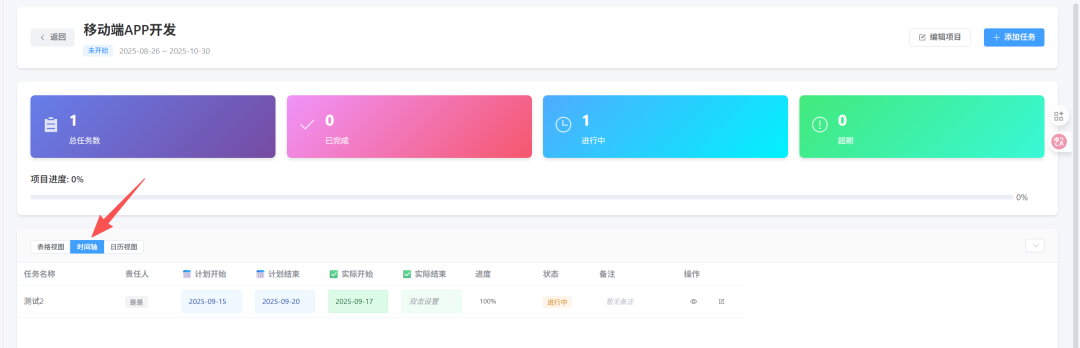 返回
移动端APP开发
未开始 2025-08-26 ~ 2025-10-30
编辑项目
添加任务
1
总任务数
0
已完成
1
进行中
0
超期
项目进度: 0%
0%
表格视图 时间轴 日历视图
任务名称 责任人 计划开始 计划结束 实际开始 实际结束 进度 状态 备注 操作
测试2 2025-09-15 2025-09-20 2025-09-17 双击设置 100% 进行中 暂无备注